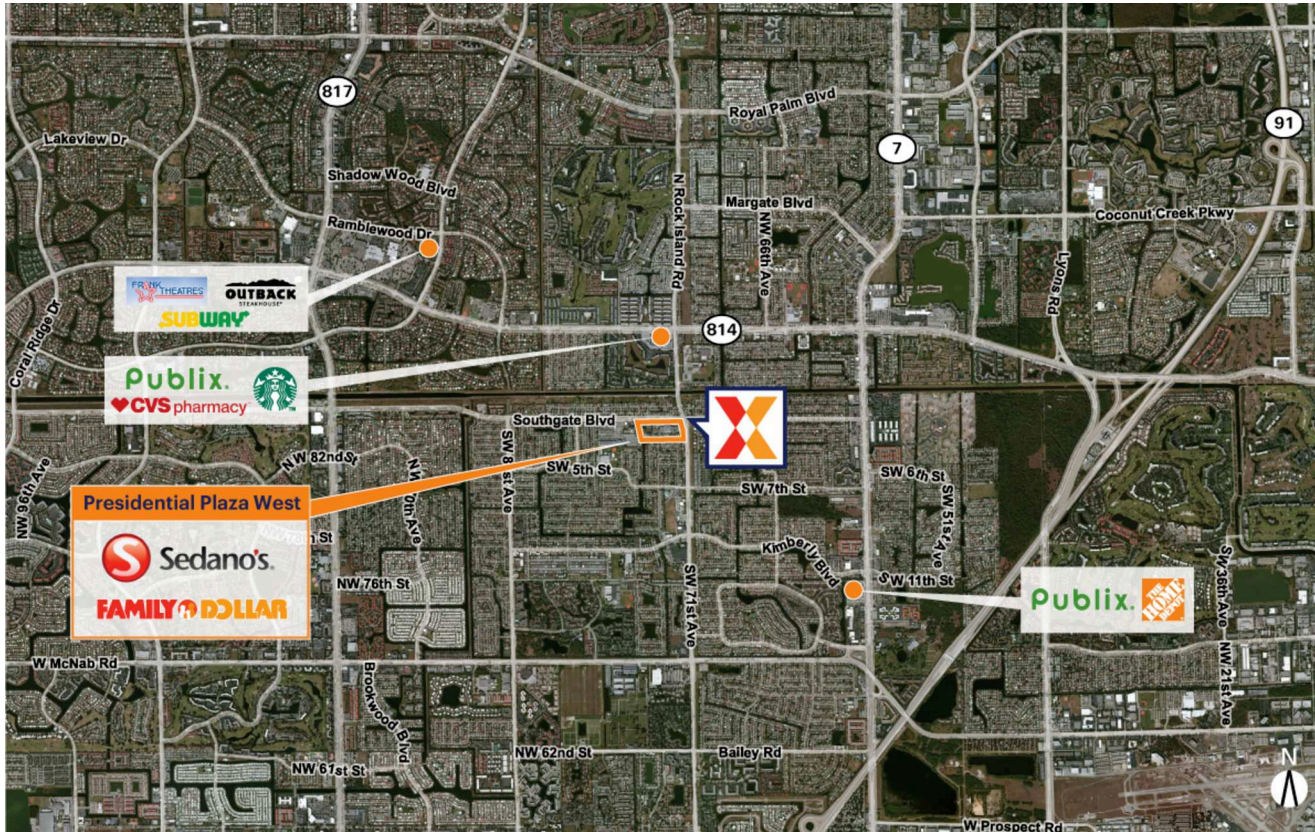 817
Royal Palm Blvd
91
Lakeview Dr
7
Shadow Wood Blvd
N Rock Island Rd
Margate Blvd
NW 66th Ave
Coconut Creek Pkwy
Ramblewood Dr
Lyons Rd
FRANK THEATRES
OUTBACK
STEAKHOUSE
SUBWAY
Coral Ridge Dr
814
Publix.
CVS pharmacy
Southgate Blvd
NW 82nd St
SW 81st Ave
SW 5th St
SW 6th St
SW 7th St
SW 51st Ave
NW 96th Ave
Presidential Plaza West
S Sedano's.
FAMILY DOLLAR
NW 76th St
Kimberly Blvd
SW 11th St
SW 71st Ave
Publix.
THE HOME DEPOT
SW 36th Ave
W McNab Rd
Brookwood Blvd
NW 21st Ave
NW 62nd St
Bailey Rd
NW 61st St
N
W Prospect Rd